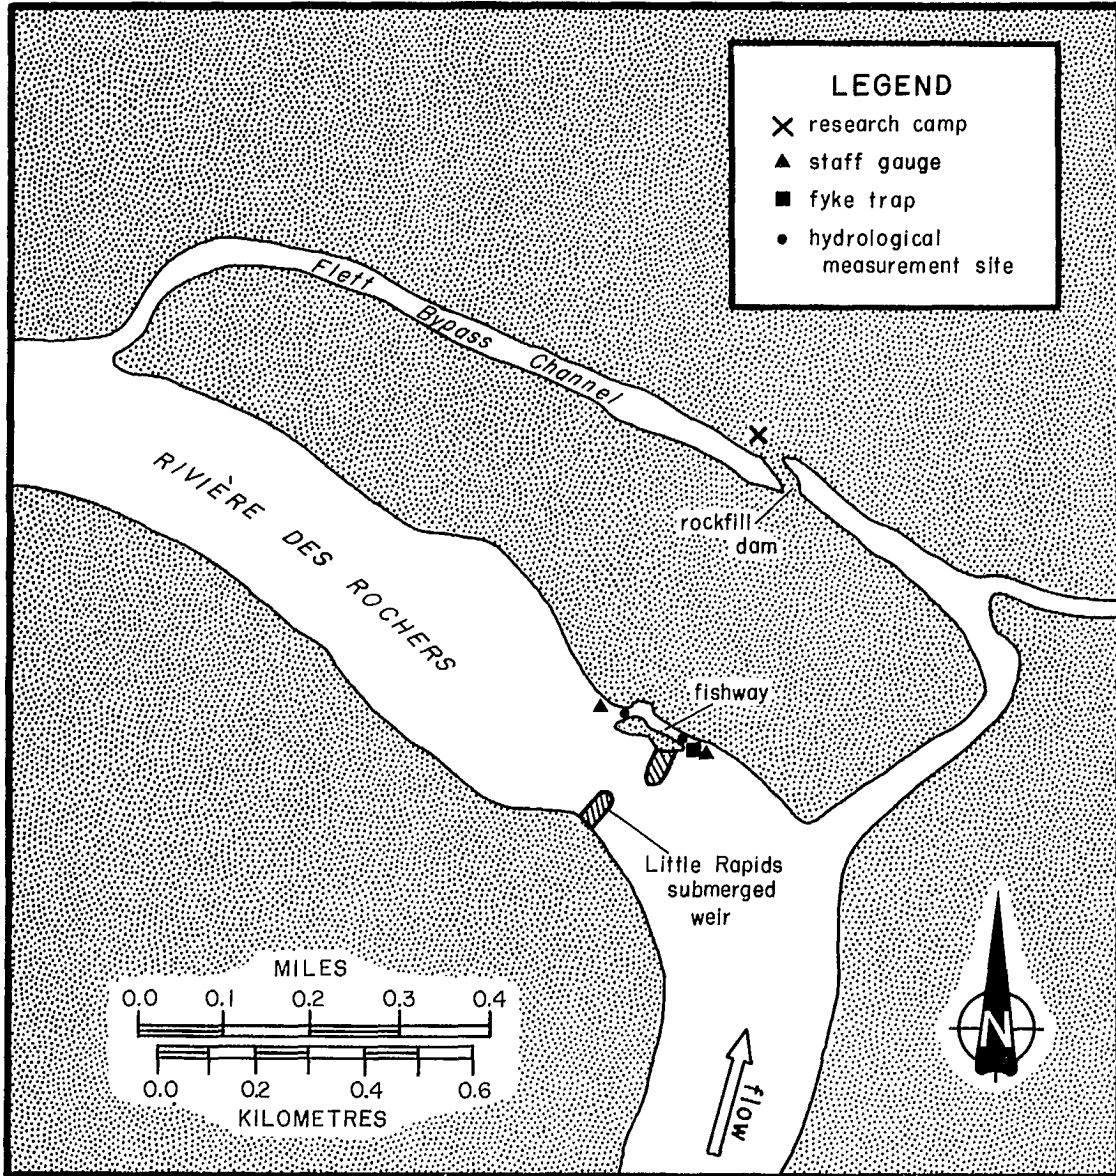 LEGEND
research camp
staff gauge
fyke trap
hydrological
measurement site
Flett Bypass Channel
RIVIÈRE DES ROCHERS
rockfill
dam
fishway
Little Rapids
submerged
weir
MILES
0.0 0.1 0.2 0.3 0.4
0.0 0.2 0.4 0.6
KILOMETRES
flow
N